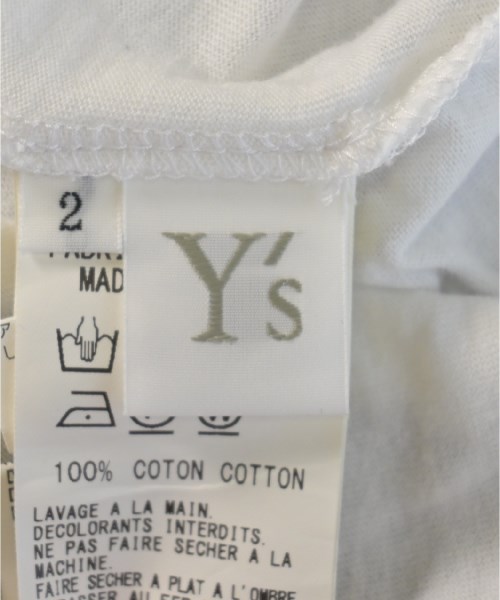 2
Y's
MAD
100% COTON COTTON
LAVAGE A LA MAIN.
DECOLORANTS INTERDITS.
NE PAS FAIRE SECHER A LA
MACHINE.
FAIRE SECHER A PLAT A L'OMBRE